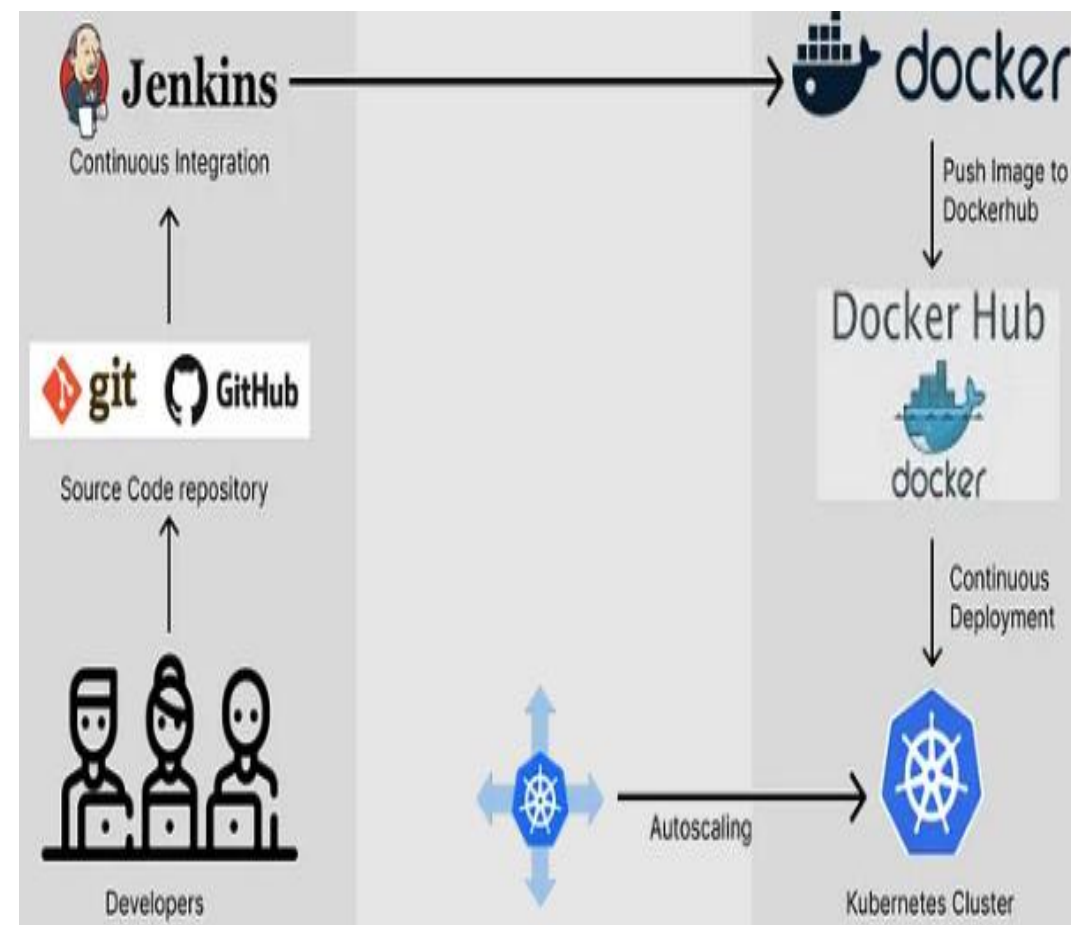 Jenkins
docker
Continuous Integration
Push Image to
Dockerhub
Docker Hub
git GitHub
docker
Source Code repository
Continuous
Deployment
Autoscaling
Developers
Kubernetes Cluster